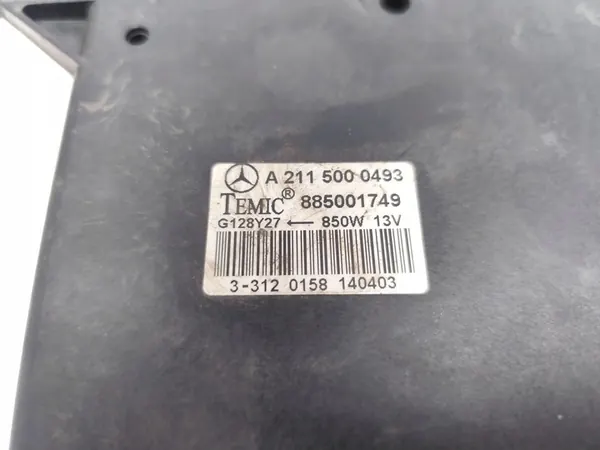 A 211 500 0493
TEMIC® 885001749
G128Y27 ← 850W 13V
3-312 0158 140403